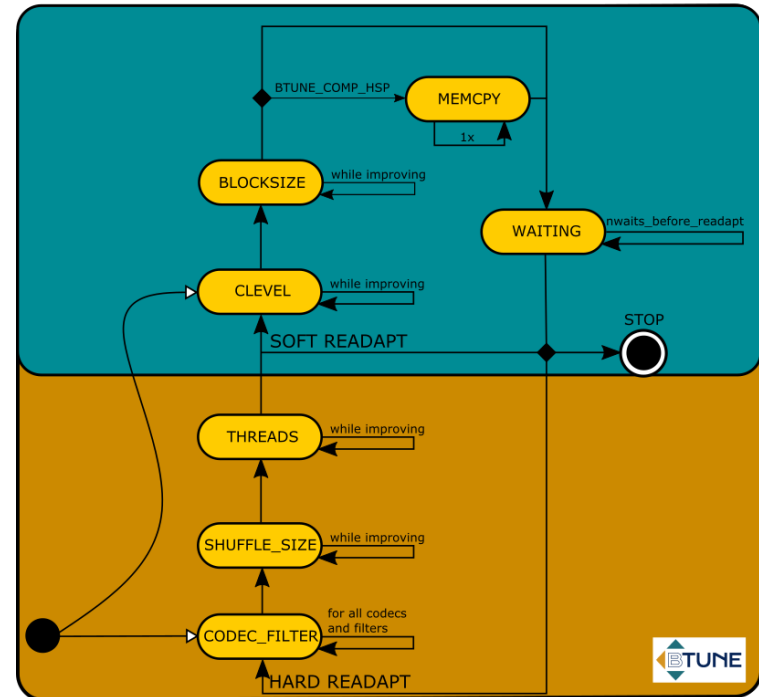 BTUNE_COMP_HSP
MEMCPY
1x
BLOCKSIZE
while improving
nwaits_before_readapt
WAITING
CLEVEL
while improving
STOP
SOFT READAPT
THREADS
while improving
SHUFFLE_SIZE
while improving
for all codecs
and filters
CODEC_FILTER
HARD READAPT
BTUNE